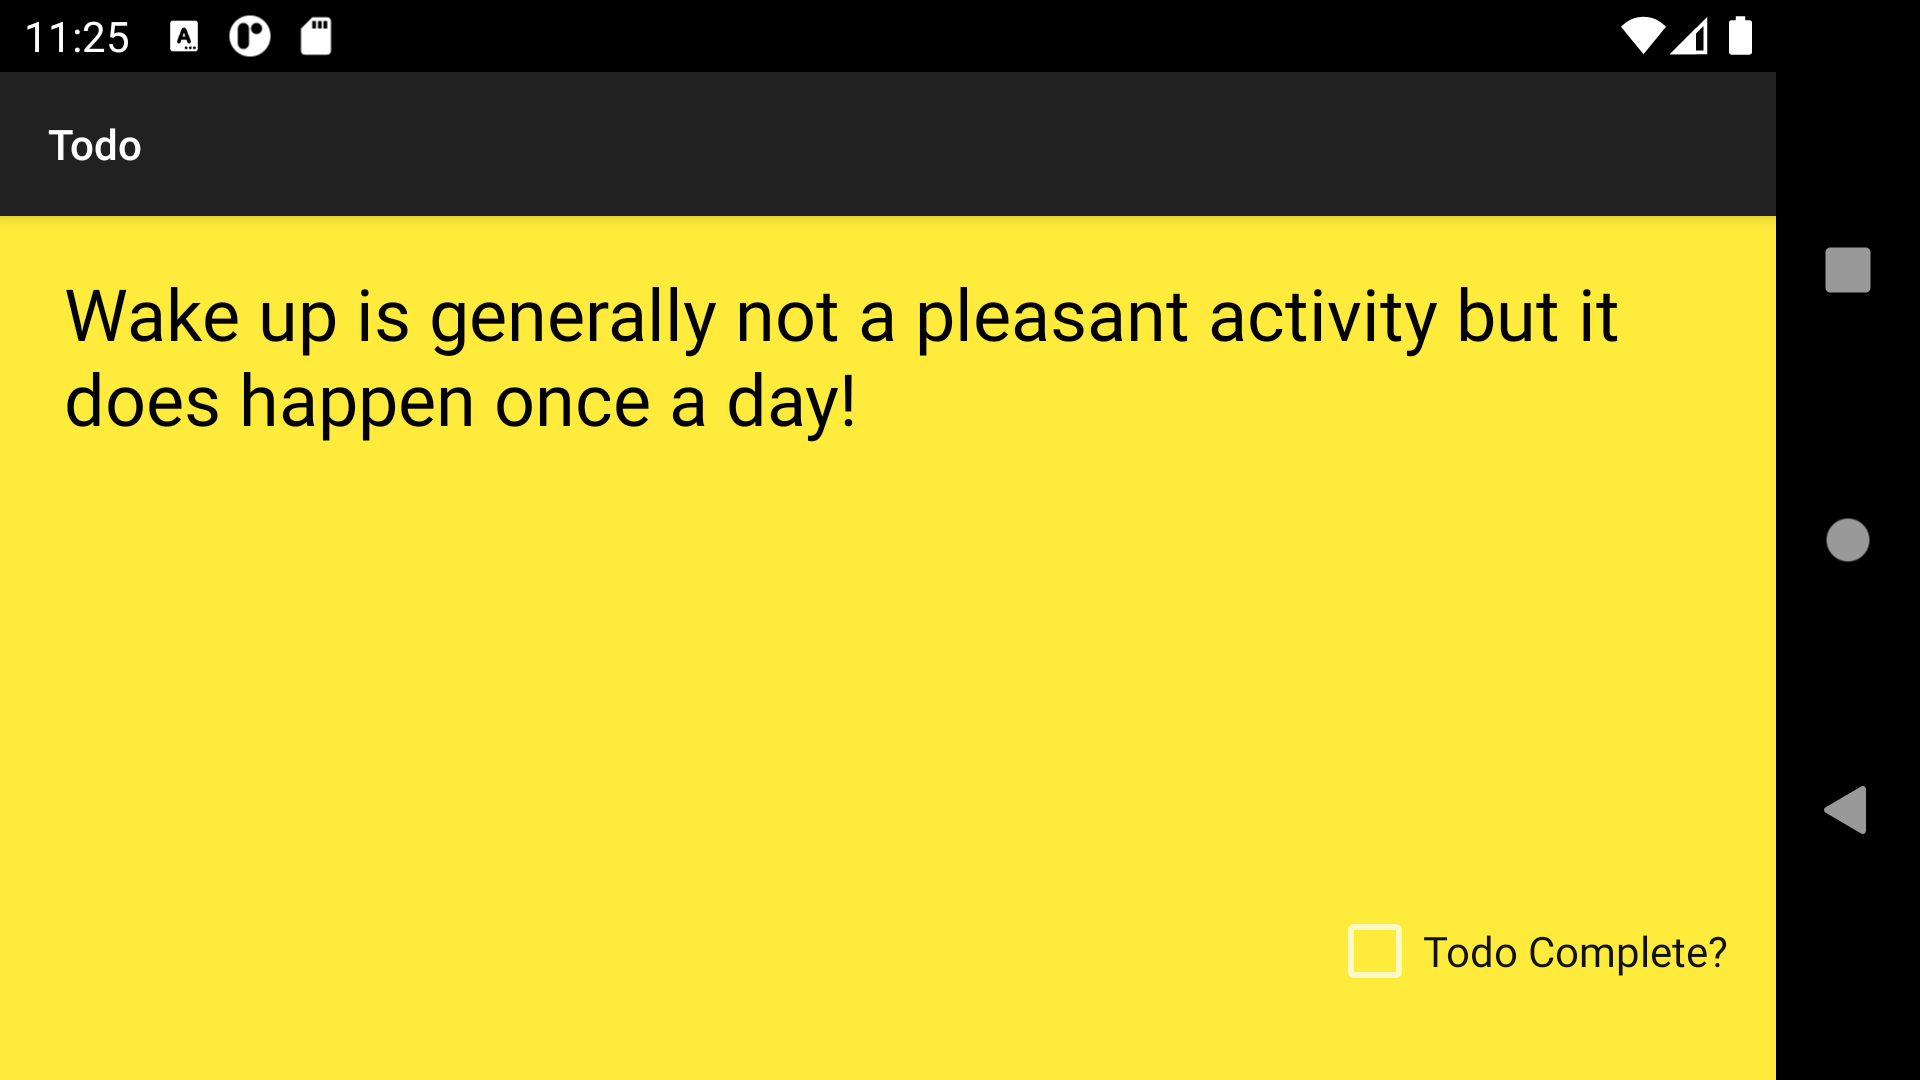 11:25
Todo
Wake up is generally not a pleasant activity but it
does happen once a day!
Todo Complete?